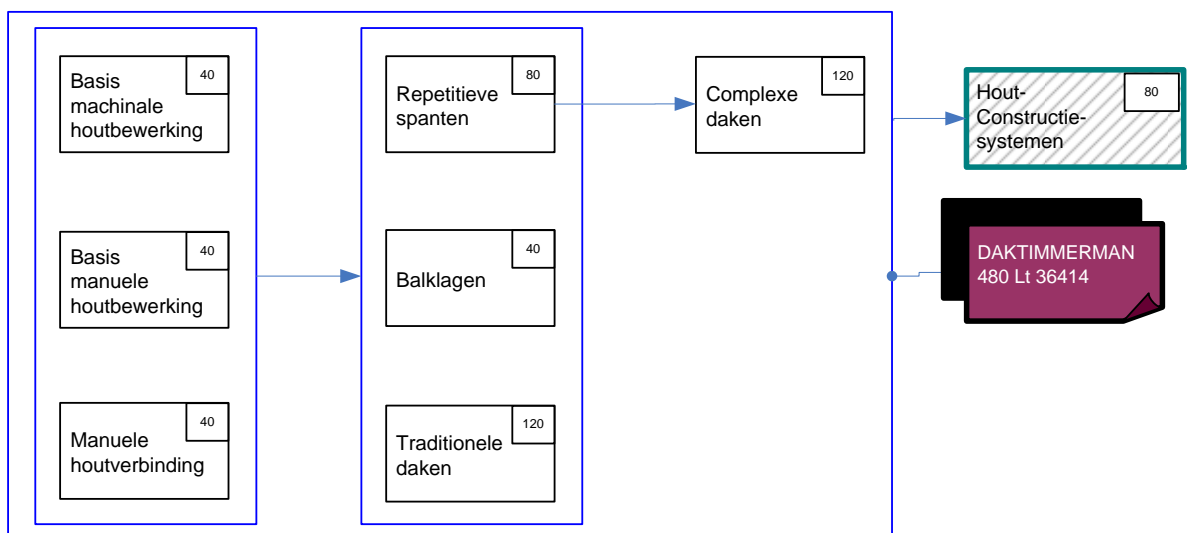 Basis
machinale
houtbewerking
40
Repetitieve
spanten
80
Complexe
daken
120
Hout-
Constructie-
systemen
80
Basis
manuele
houtbewerking
40
Balklagen
40
DAKTIMMERMAN
480 Lt 36414
Manuele
houtverbinding
40
Traditionele
daken
120